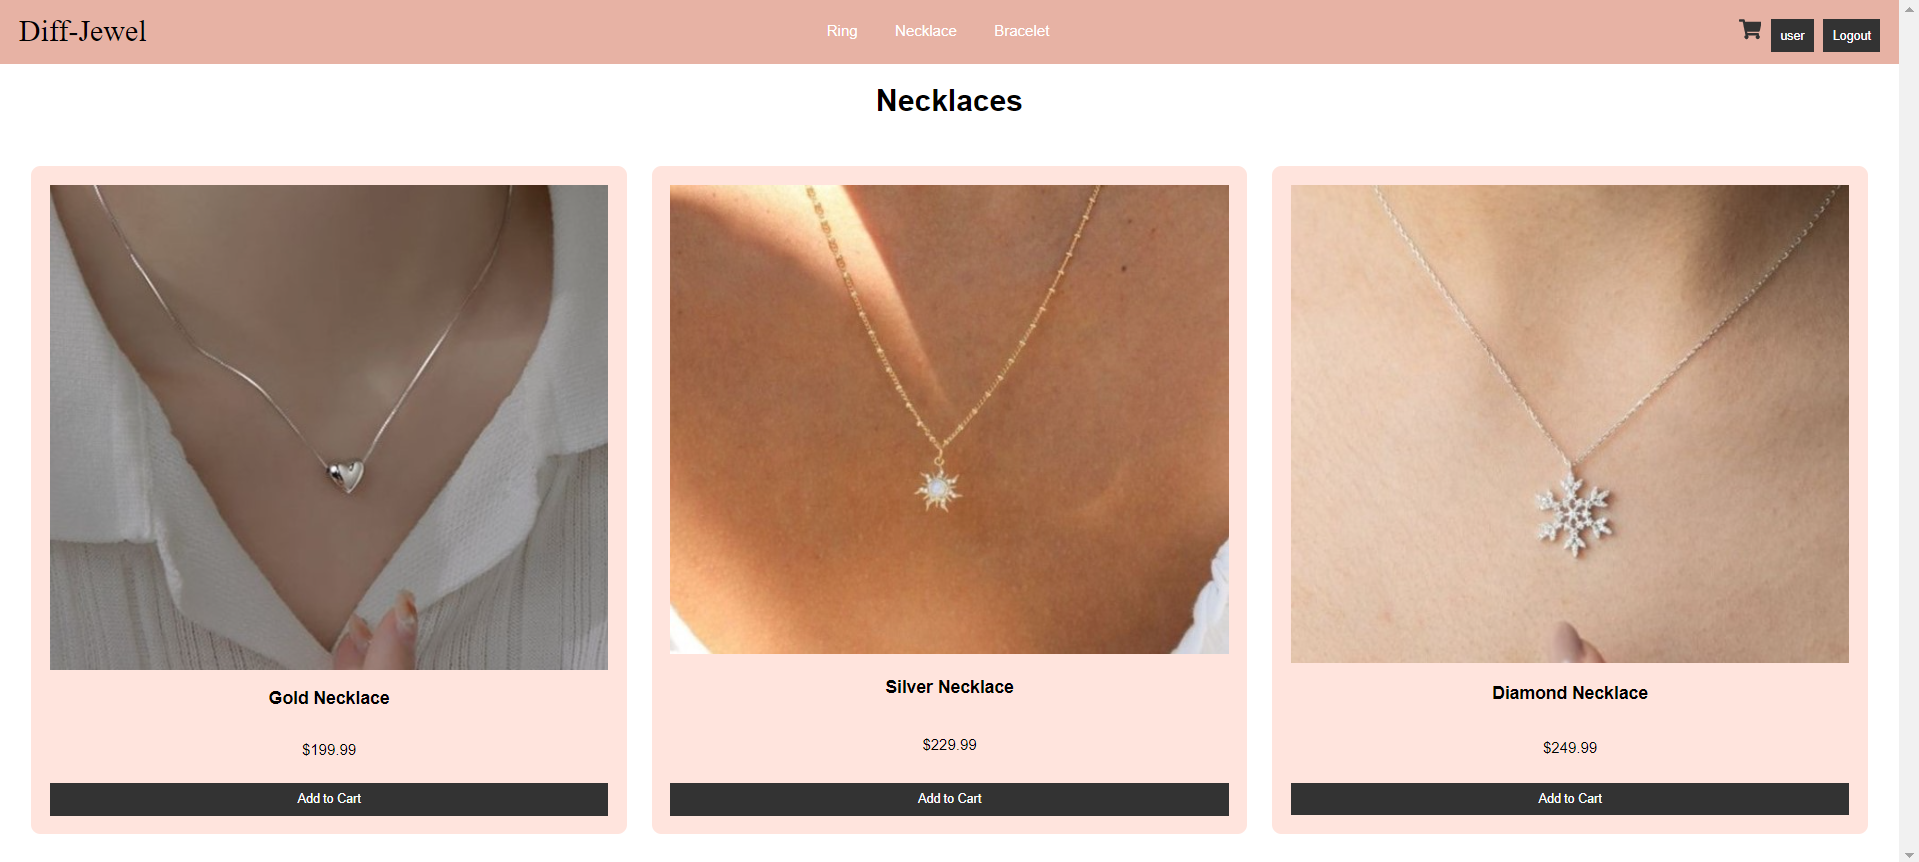 Diff-Jewel
Ring Necklace Bracelet
user Logout
Necklaces
Gold Necklace
$199.99
Add to Cart
Silver Necklace
$229.99
Add to Cart
Diamond Necklace
$249.99
Add to Cart